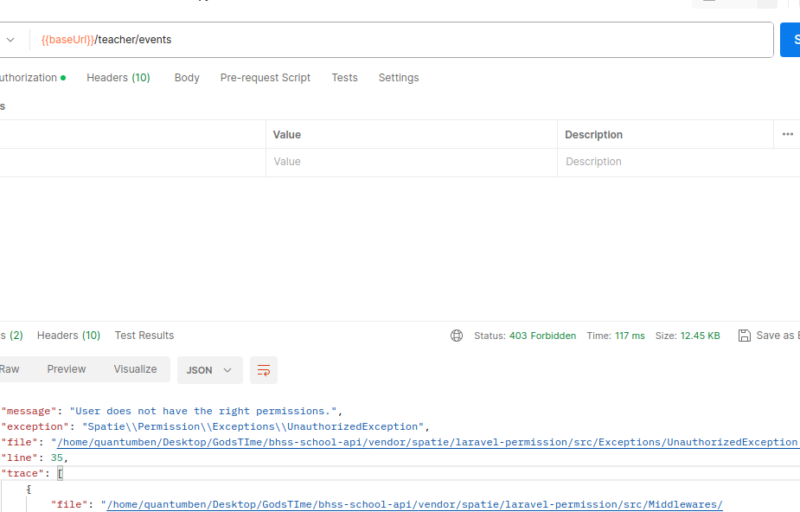 {{baseUrl}}/teacher/events
uthorization Headers (10) Body Pre-request Script Tests Settings
s
Value Description
Value Description
s (2) Headers (10) Test Results Status: 403 Forbidden Time: 117 ms Size: 12.45 KB Save as E
Raw Preview Visualize JSON
"message": "User does not have the right permissions.",
"exception": "Spatie\\Permission\\Exceptions\\UnauthorizedException",
"file": "/home/quantumben/Desktop/GodsTIme/bhss-school-api/vendor/spatie/laravel-permission/src/Exceptions/UnauthorizedException
"line": 35,
"trace": [
{
"file": "/home/quantumben/Desktop/GodsTIme/bhss-school-api/vendor/spatie/laravel-permission/src/Middlewares/